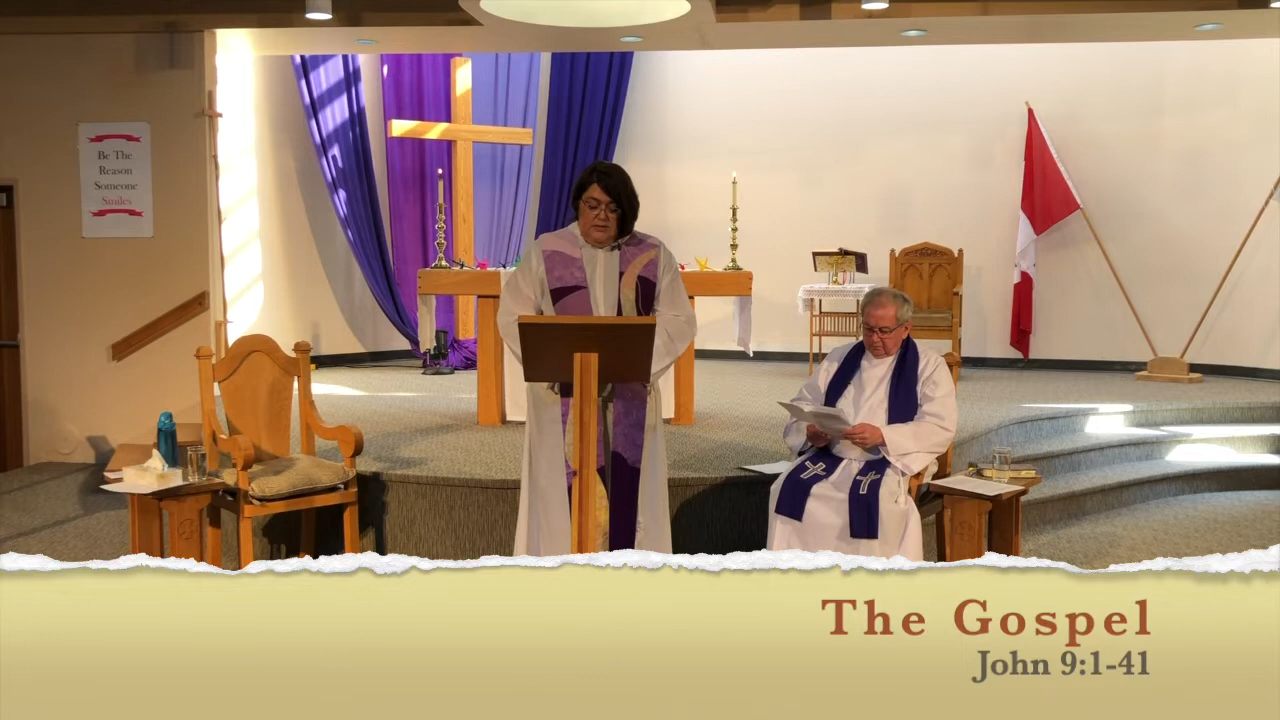 Be The
Reason
Someone
Smiles
The Gospel
John 9:1-41